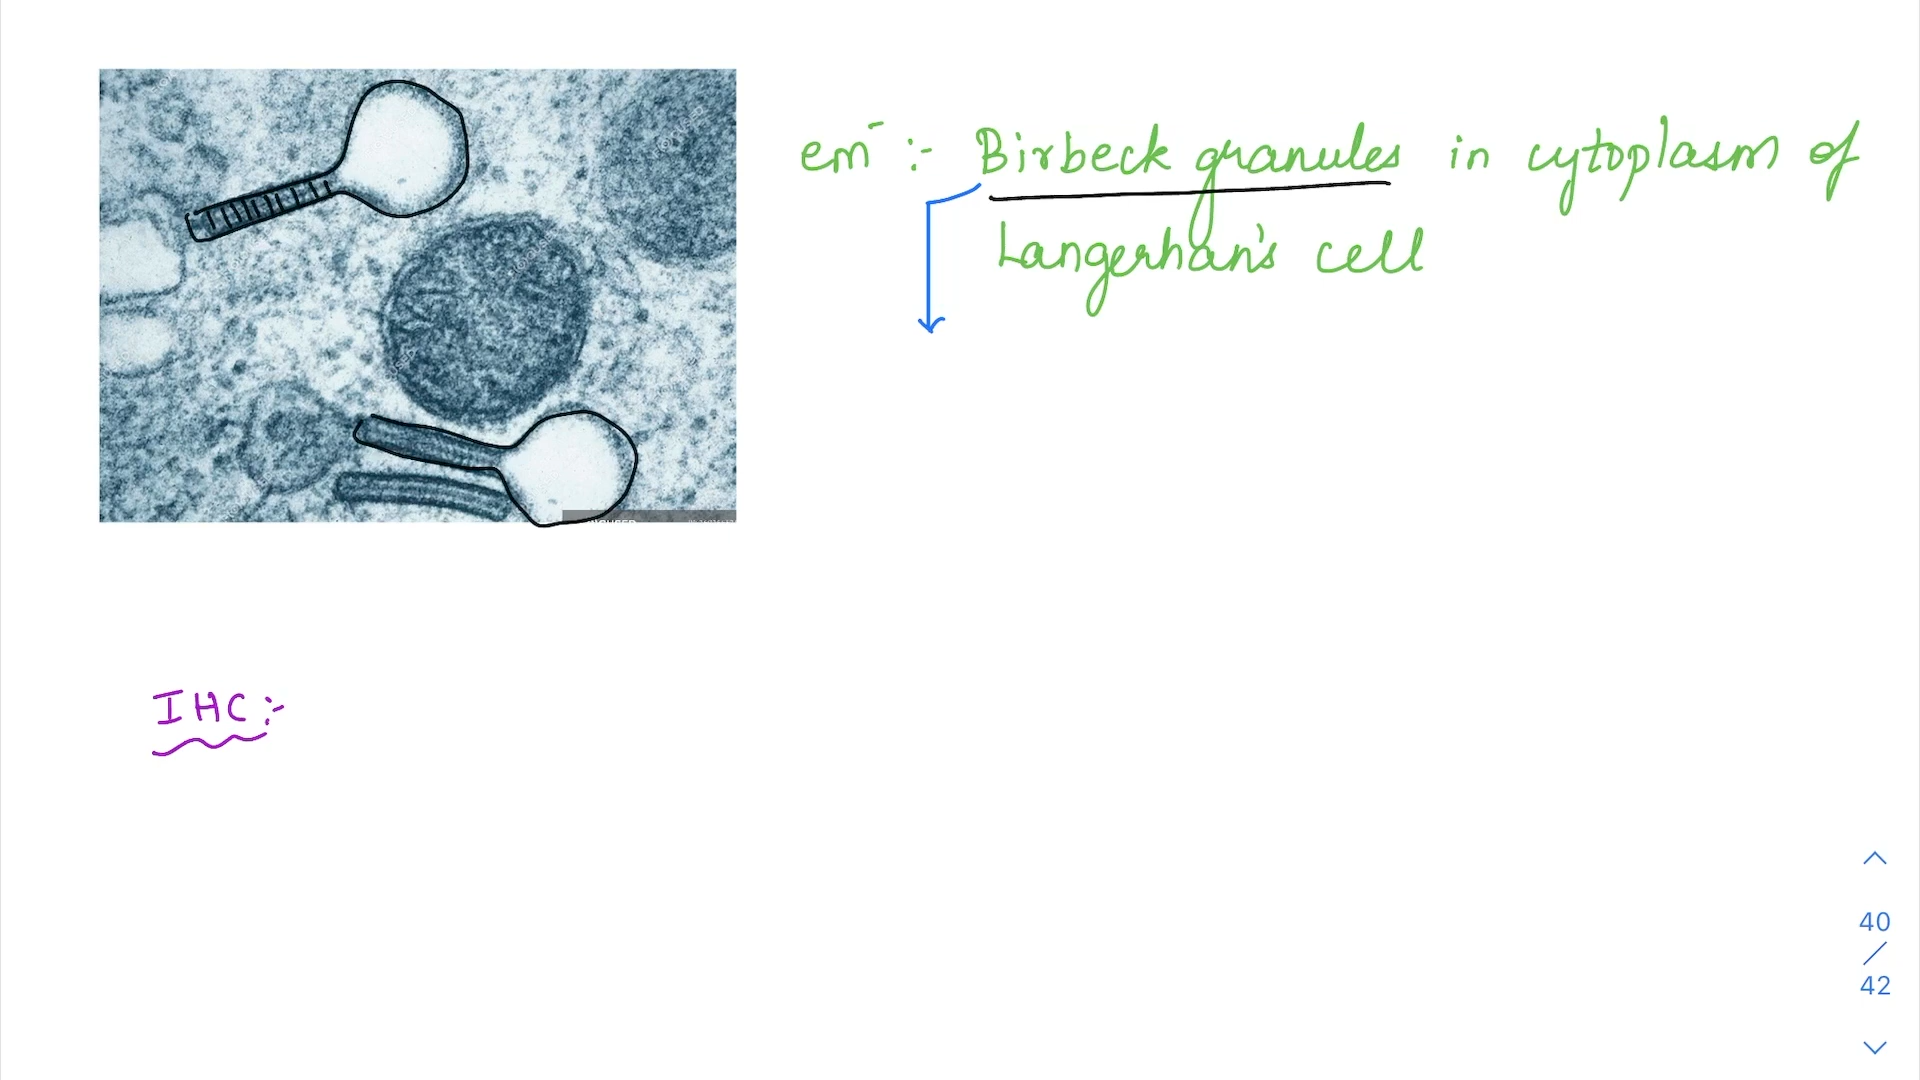 em⁻ :- Birbeck granules in cytoplasm of
Langerhan's cell
IHC:-
40
/
42